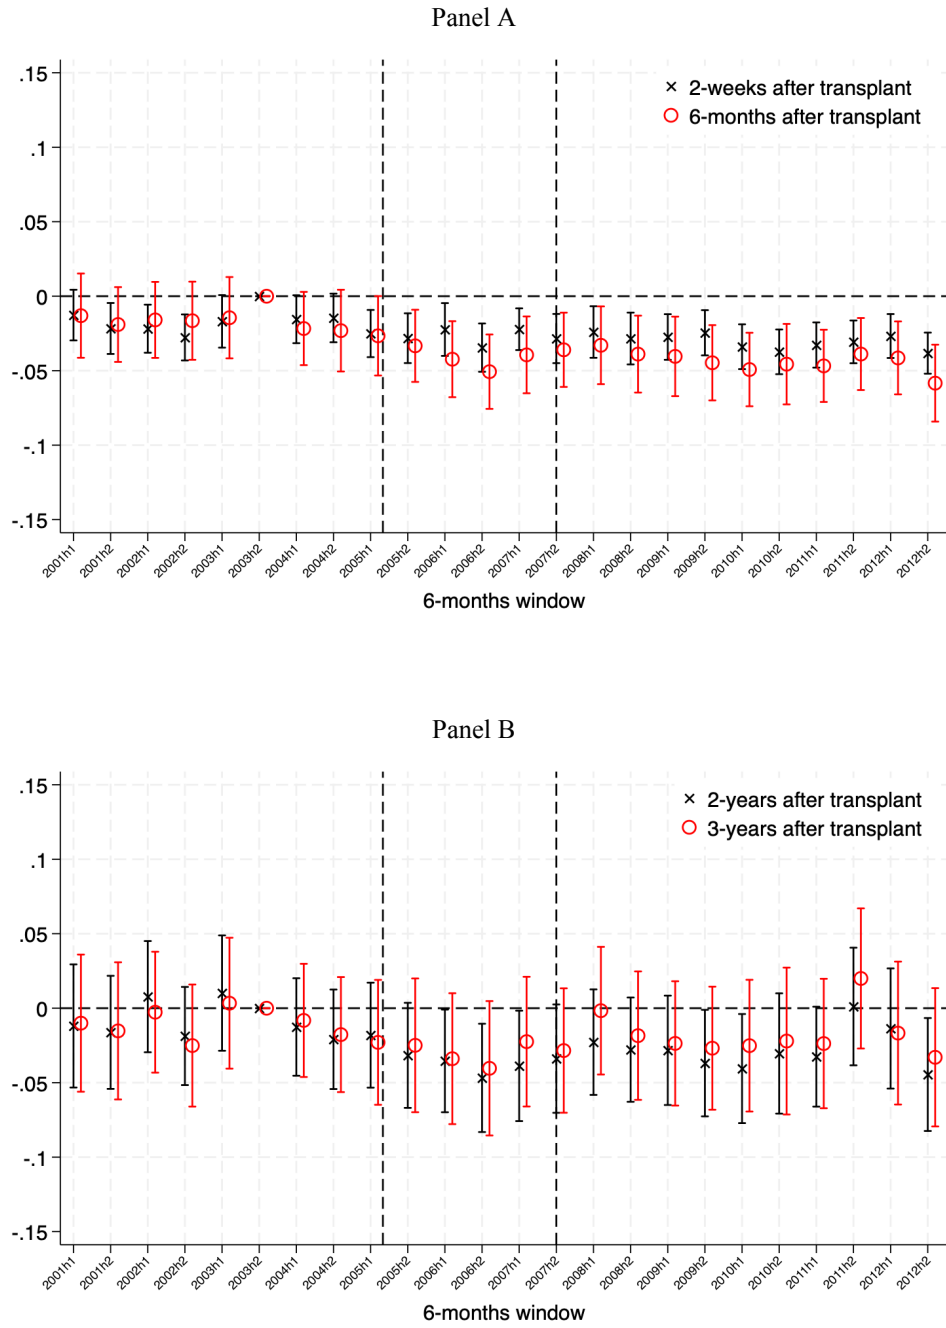 Panel A
.15
2-weeks after transplant
6-months after transplant
.1
.05
0
-.05
-.1
-.15
2001h1 2001h2 2002h1 2002h2 2003h1 2003h2 2004h1 2004h2 2005h1 2005h2 2006h1 2006h2 2007h1 2007h2 2008h1 2008h2 2009h1 2009h2 2010h1 2010h2 2011h1 2011h2 2012h1 2012h2
6-months window
Panel B
.15
2-years after transplant
3-years after transplant
.1
.05
0
-.05
-.1
-.15
2001h1 2001h2 2002h1 2002h2 2003h1 2003h2 2004h1 2004h2 2005h1 2005h2 2006h1 2006h2 2007h1 2007h2 2008h1 2008h2 2009h1 2009h2 2010h1 2010h2 2011h1 2011h2 2012h1 2012h2
6-months window